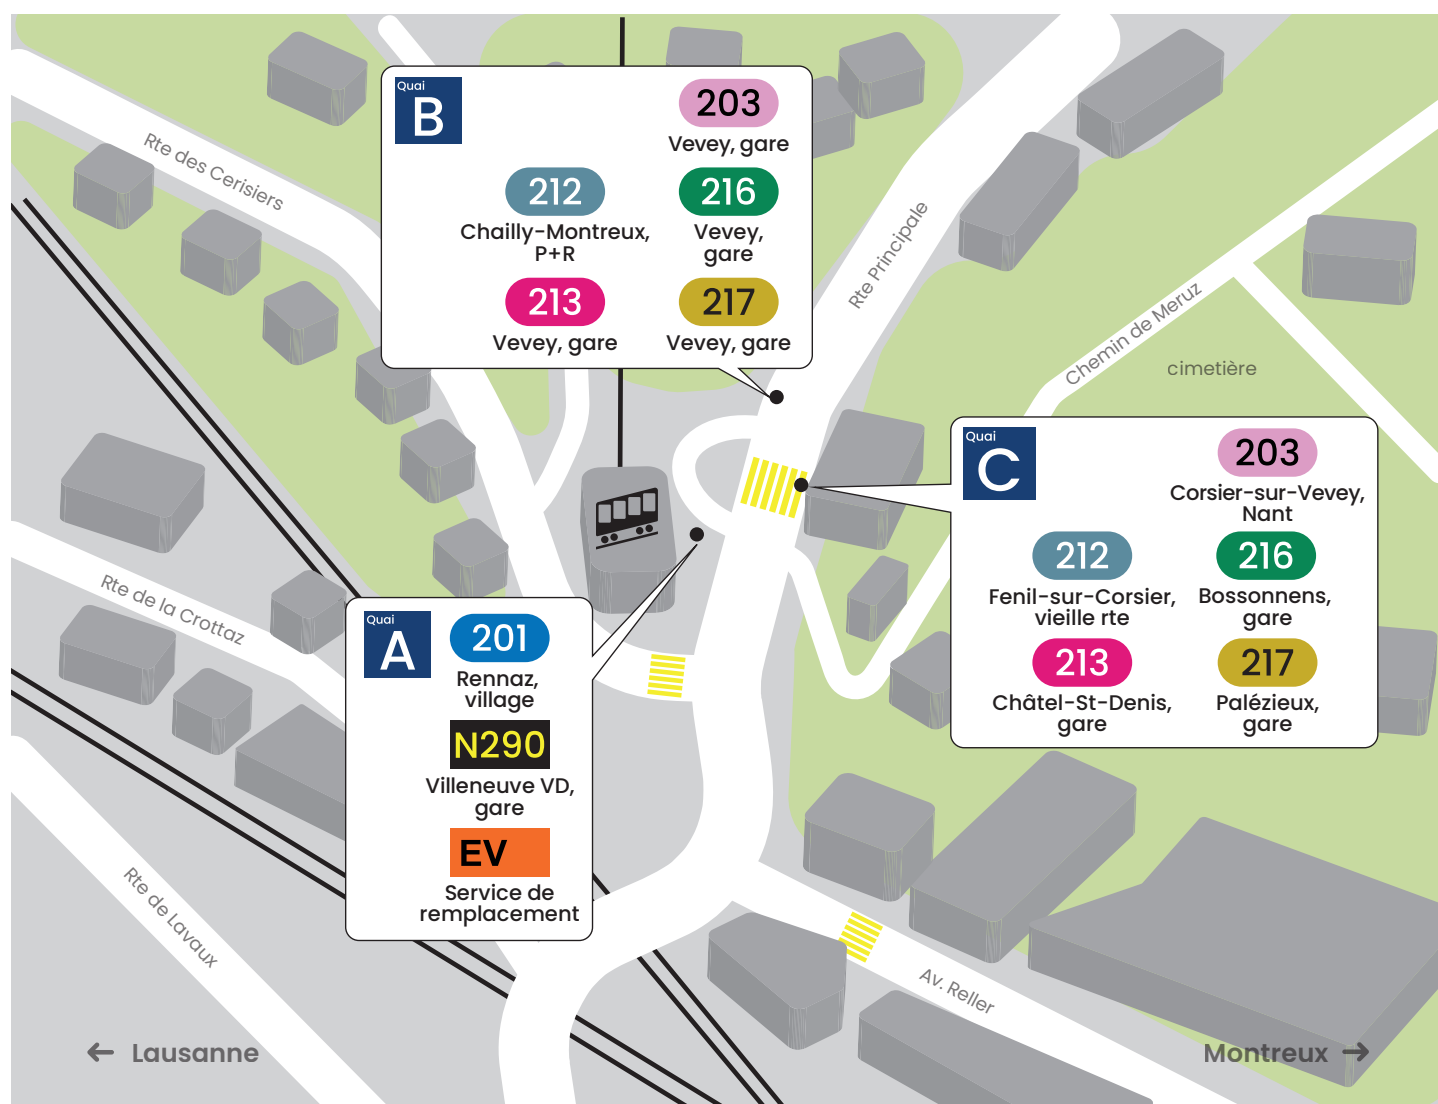 Quai
B
203
Vevey, gare
212
Chailly-Montreux,
P+R
216
Vevey,
gare
213
Vevey, gare
217
Vevey, gare
Rte des Cerisiers
Rte Principale
Chemin de Meruz
cimetière
Quai
C
203
Corsier-sur-Vevey,
Nant
212
Fenil-sur-Corsier,
vieille rte
216
Bossonnens,
gare
213
Châtel-St-Denis,
gare
217
Palézieux,
gare
Rte de la Crottaz
Quai
A
201
Rennaz,
village
N290
Villeneuve VD,
gare
EV
Service de
remplacement
Rte de Lavaux
Av. Reller
← Lausanne
Montreux →